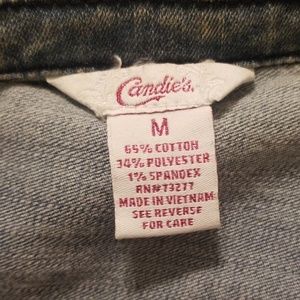 Candie's.
M
65% COTTON
34% POLYESTER
1% SPANDEX
RN#73277
MADE IN VIETNAM
SEE REVERSE
FOR CARE